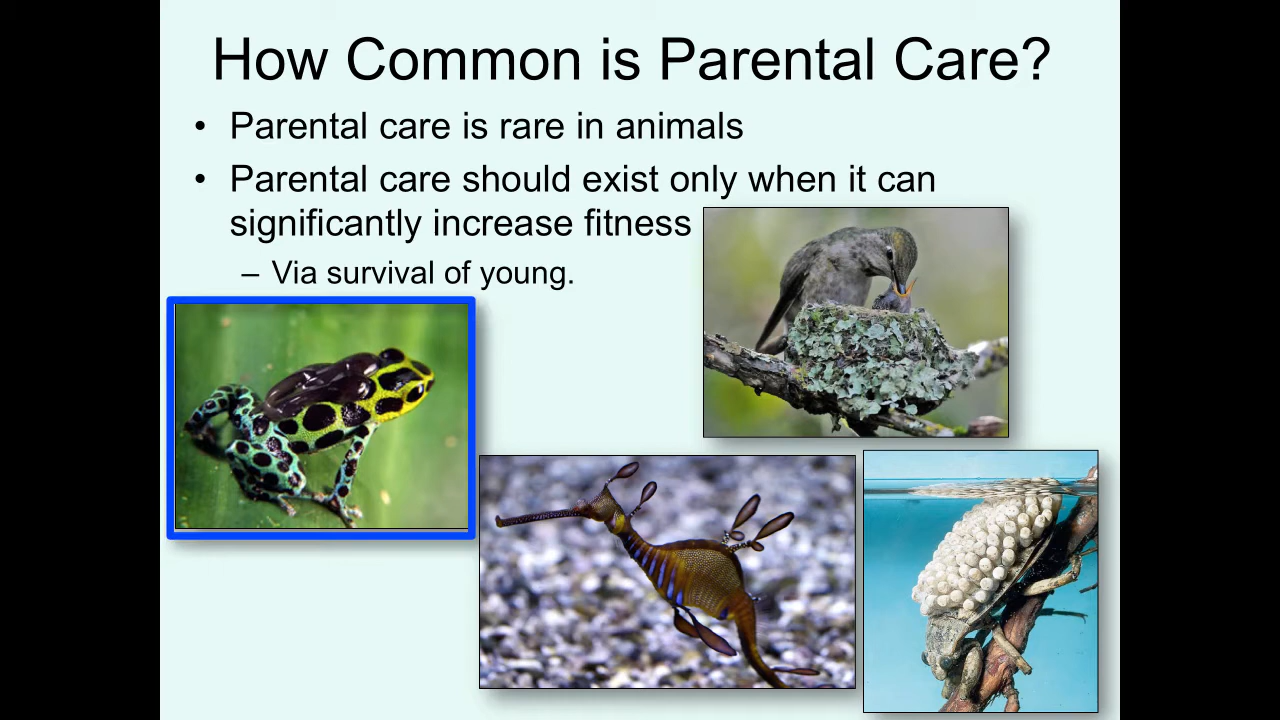 How Common is Parental Care?
• Parental care is rare in animals
• Parental care should exist only when it can
significantly increase fitness
– Via survival of young.